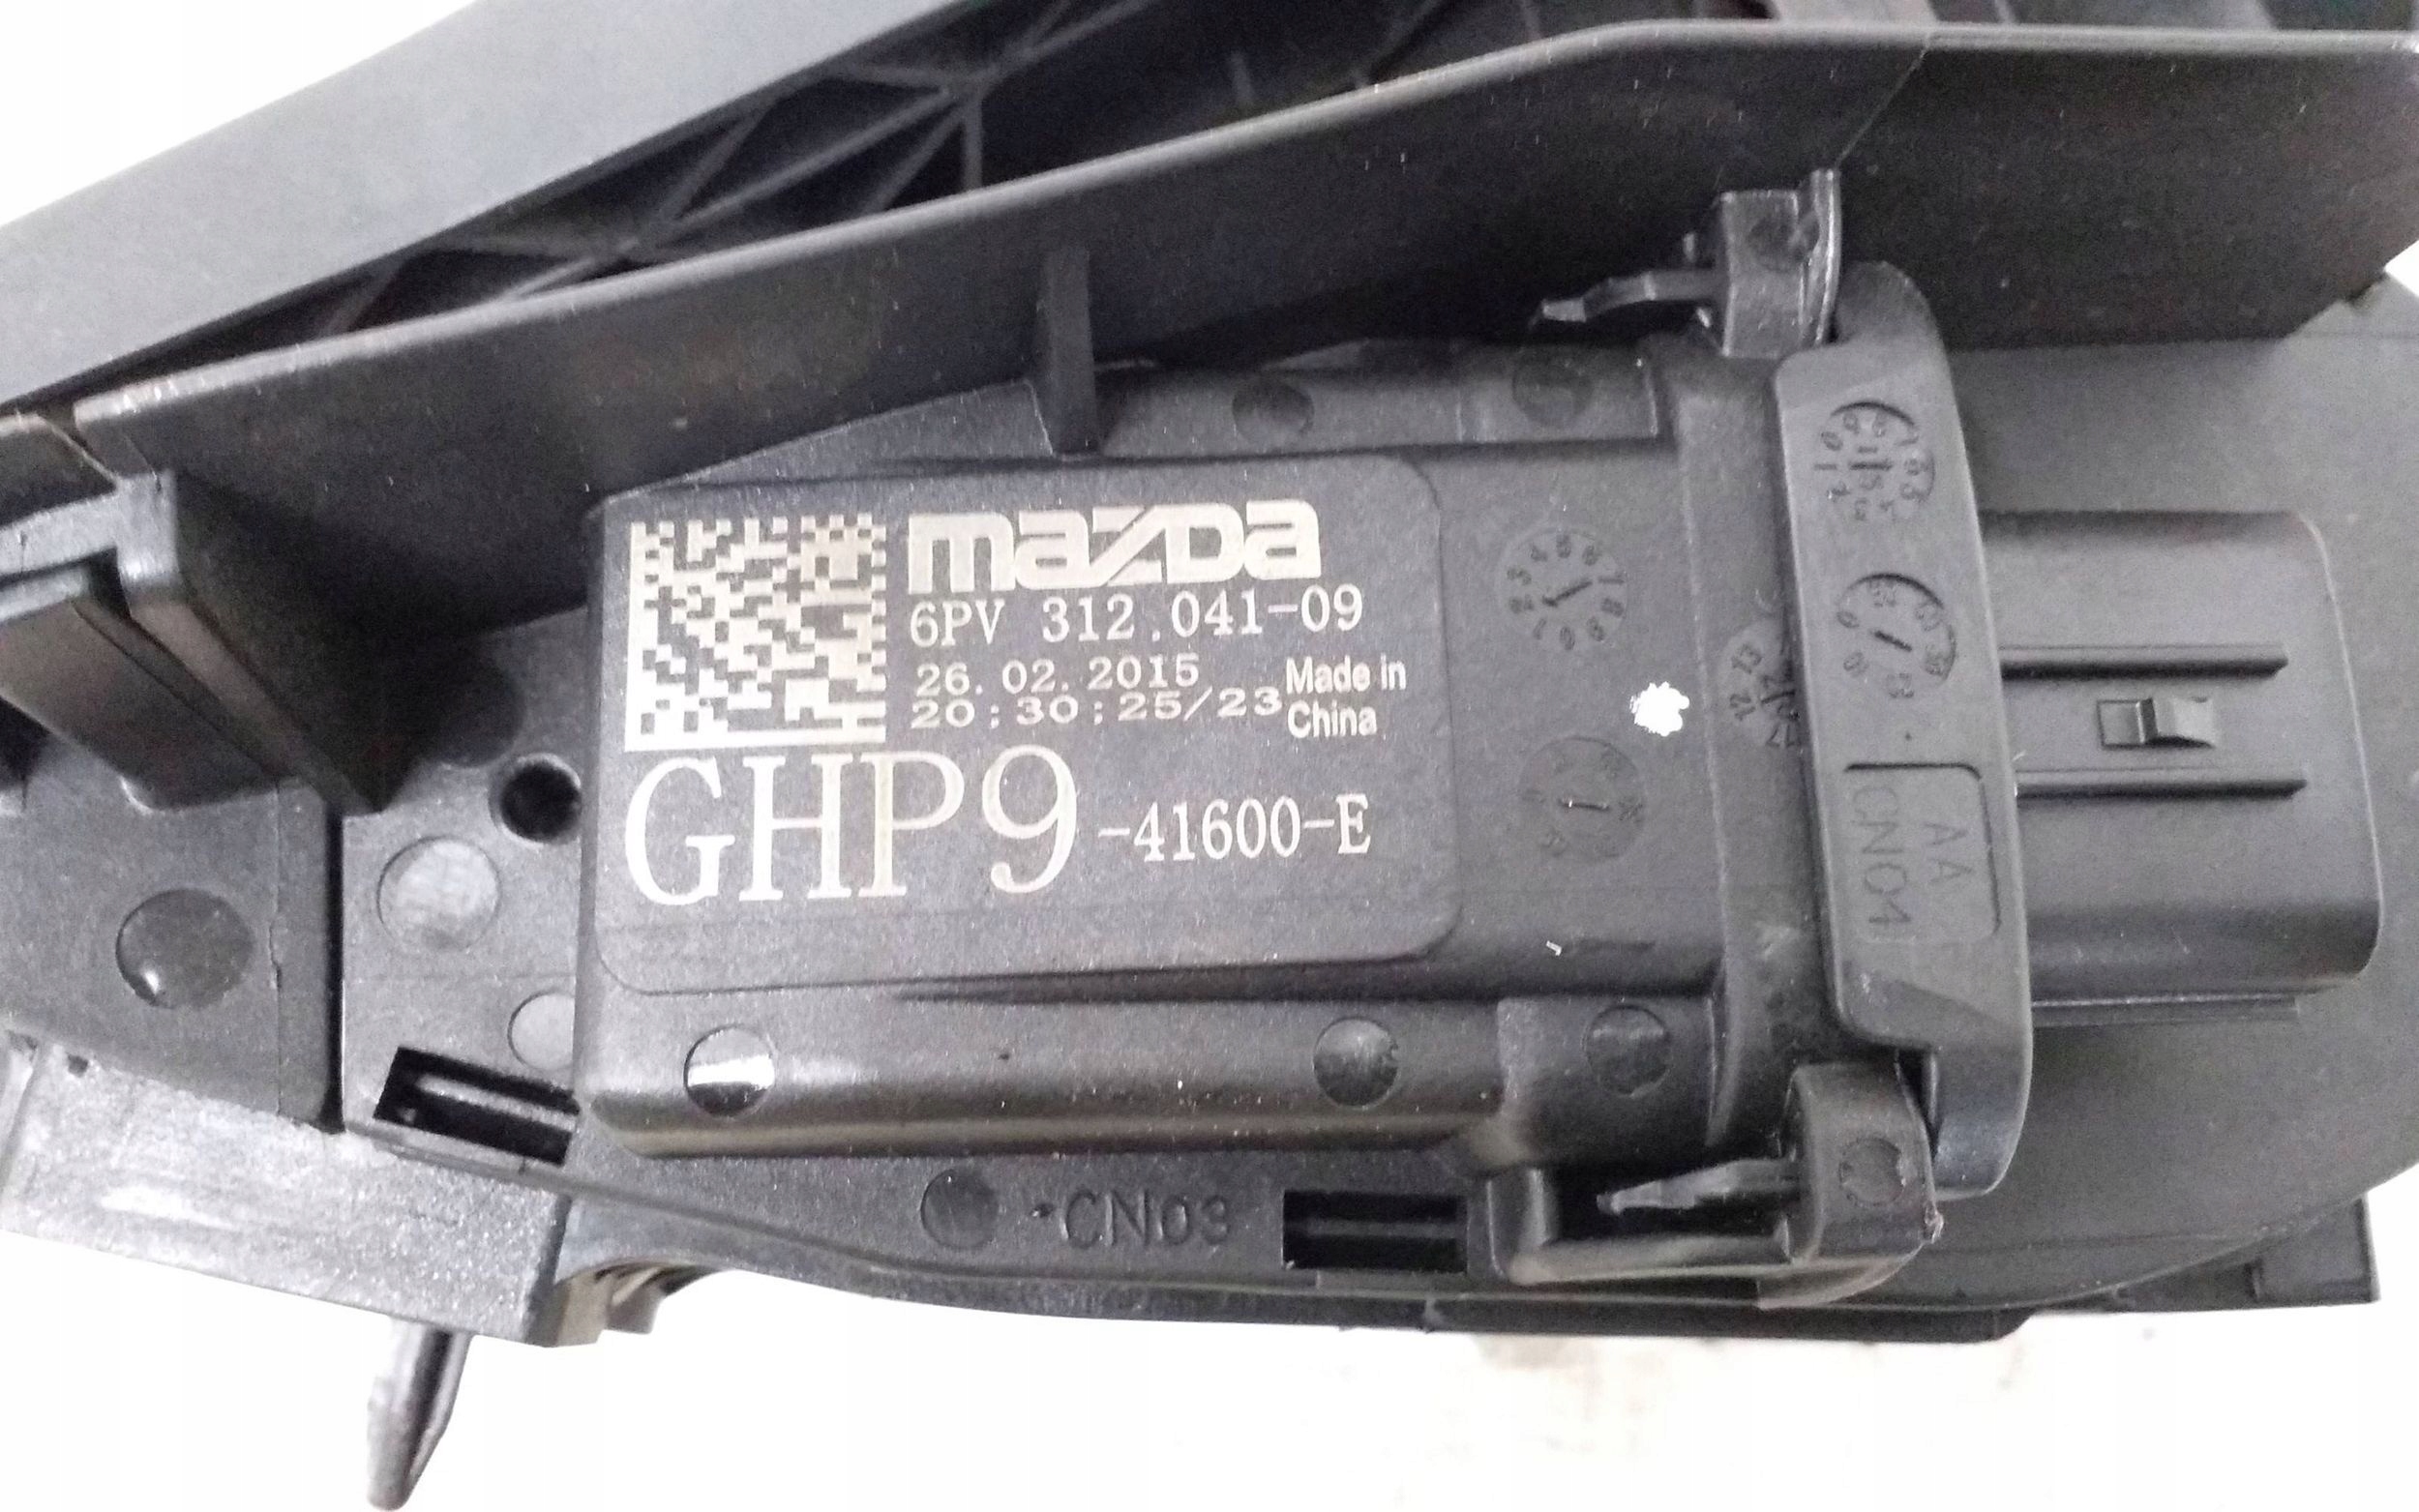 mazda
6PV 312.041-09
26.02.2015
20:30:25/23
Made in
China
GHP9-41600-E
AA
CN04
CN03